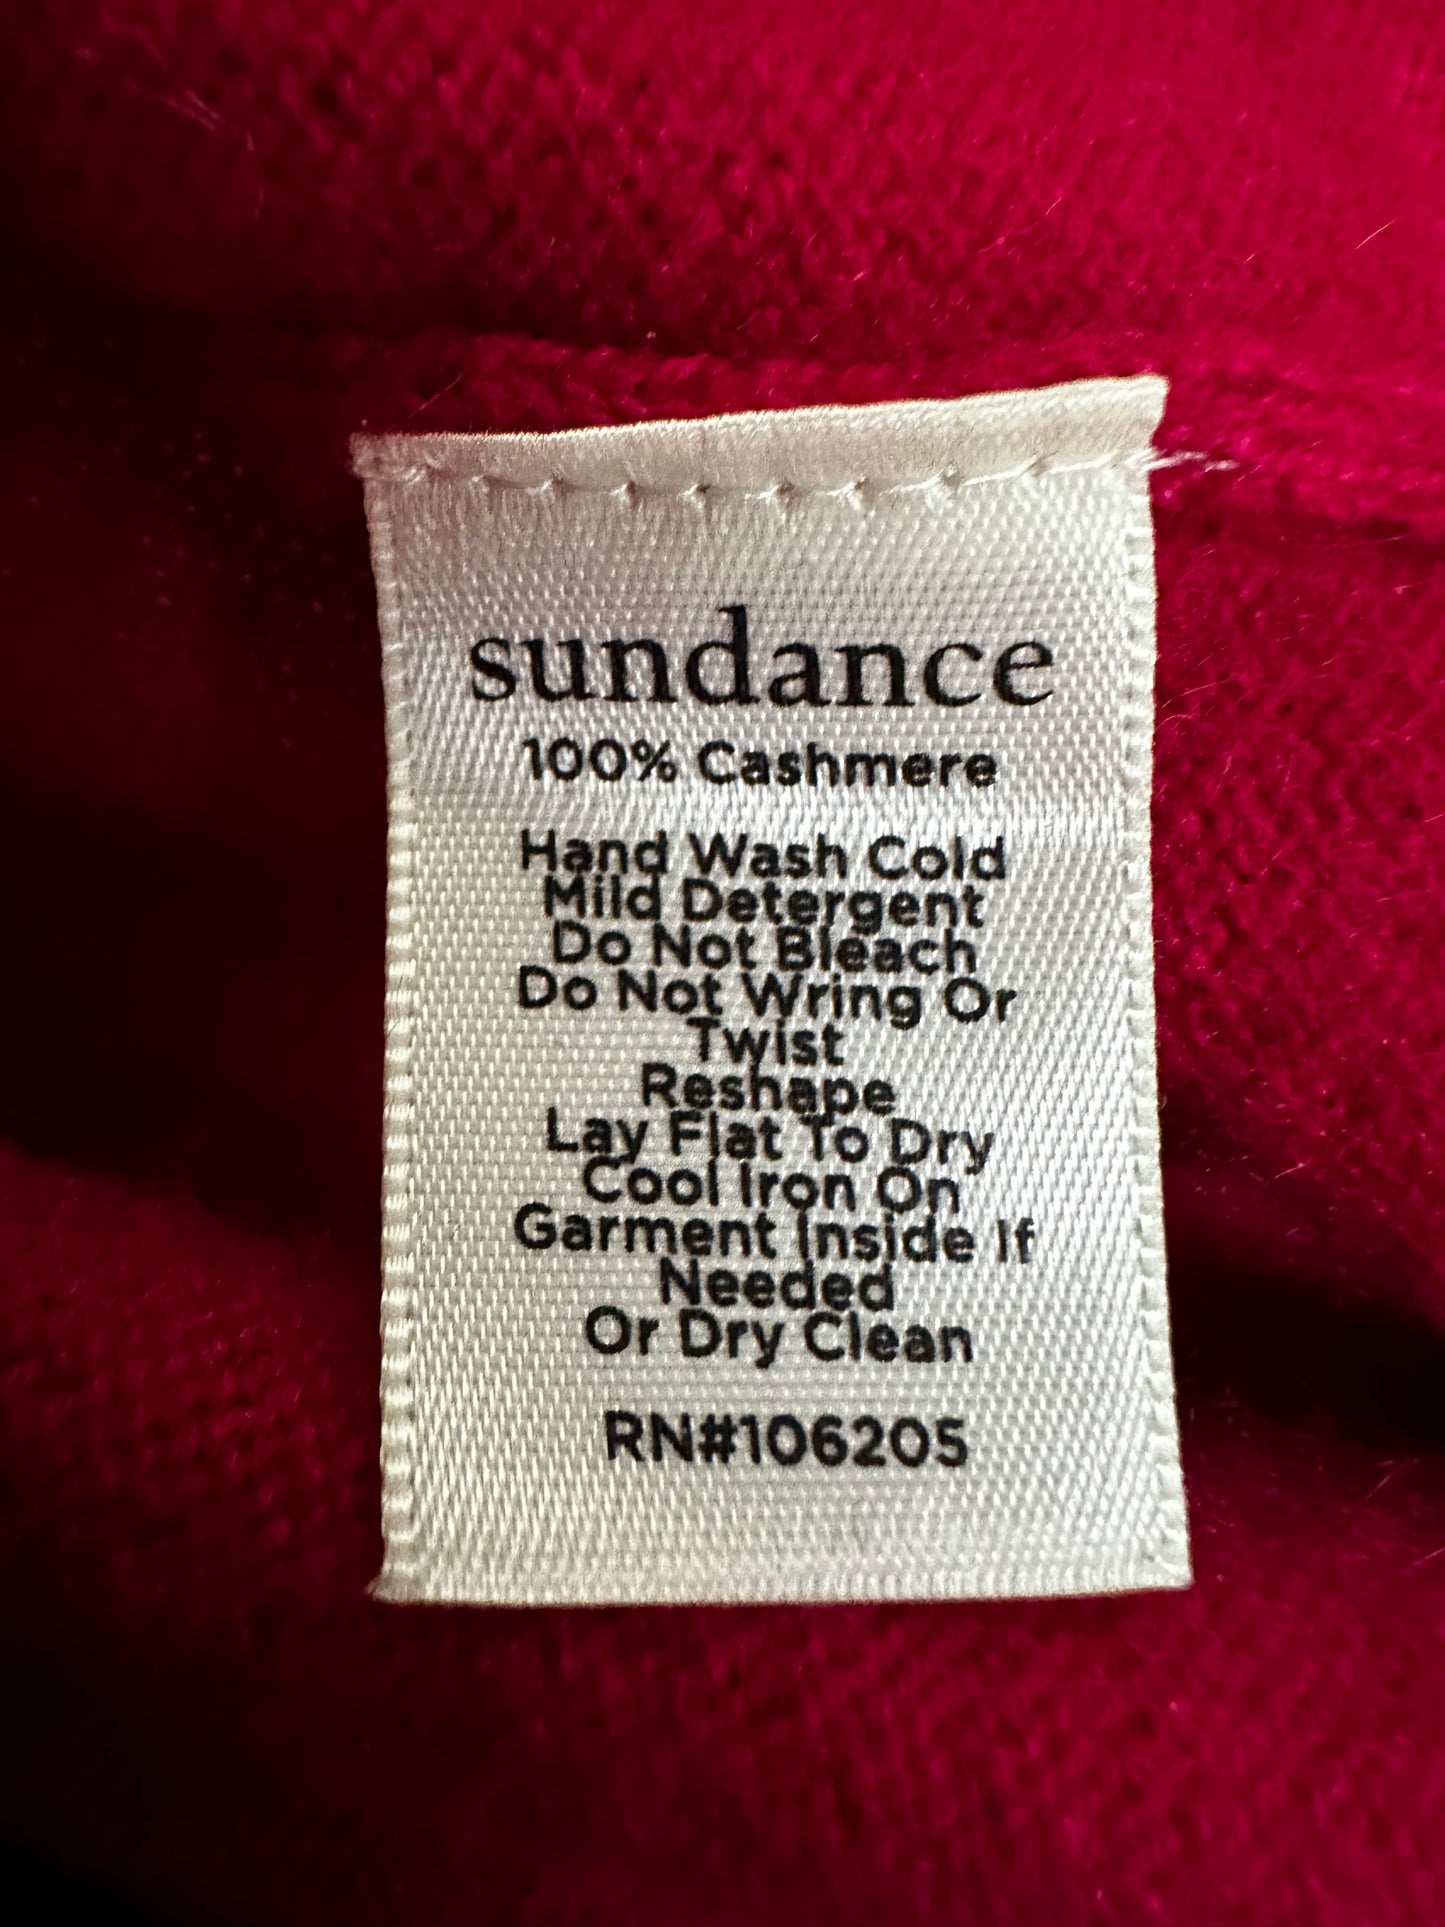 sundance
100% Cashmere
Hand Wash Cold
Mild Detergent
Do Not Bleach
Do Not Wring Or
Twist
Reshape
Lay Flat To Dry
Cool Iron On
Garment Inside If
Needed
Or Dry Clean
RN#106205